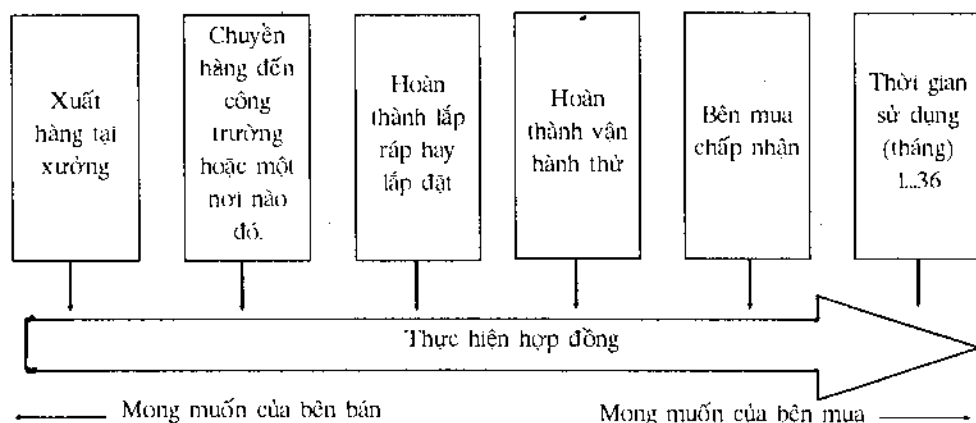 Xuất
hàng tại
xưởng
Chuyển
hàng đến
công
trường
hoặc một
nơi nào
đó.
Hoàn
thành lắp
ráp hay
lắp đặt
Hoàn
thành vận
hành thử
Bên mua
chấp nhận
Thời gian
sử dụng
(tháng)
1...36
Thực hiện hợp đồng
Mong muốn của bên bán
Mong muốn của bên mua